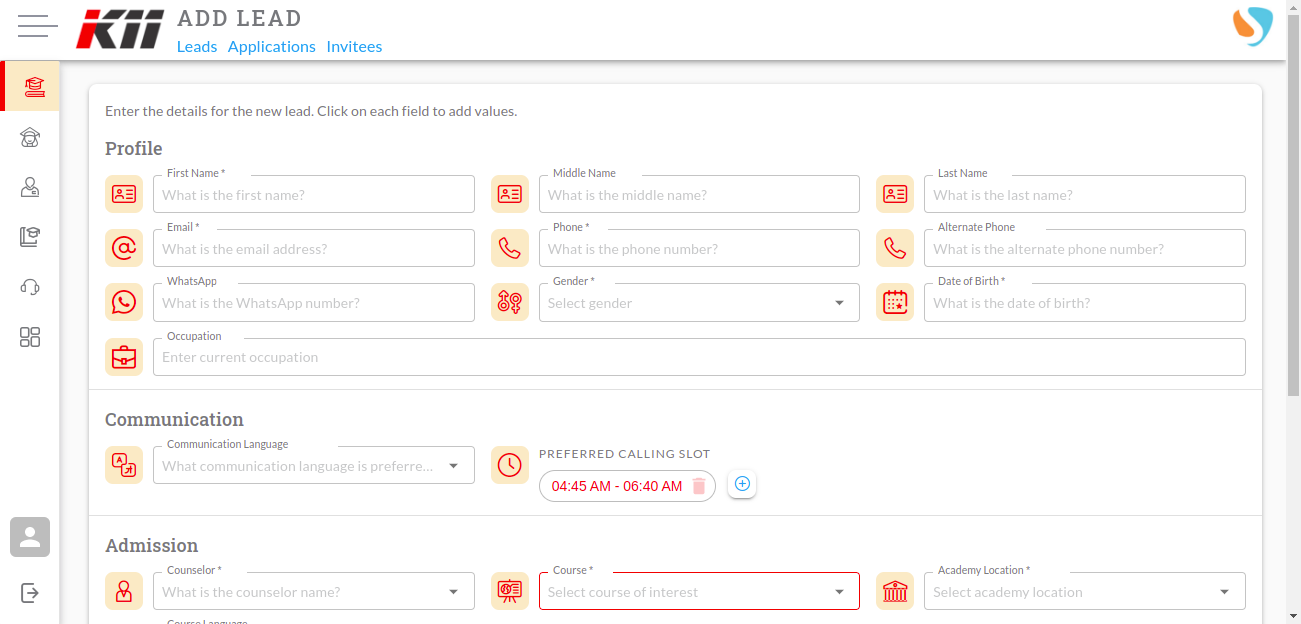 KiI
ADD LEAD
Leads Applications Invitees
Enter the details for the new lead. Click on each field to add values.
Profile
First Name *
What is the first name?
Middle Name
What is the middle name?
Last Name
What is the last name?
Email *
What is the email address?
Phone *
What is the phone number?
Alternate Phone
What is the alternate phone number?
WhatsApp
What is the WhatsApp number?
Gender *
Select gender
Date of Birth *
What is the date of birth?
Occupation
Enter current occupation
Communication
Communication Language
What communication language is preferre...
PREFERRED CALLING SLOT
04:45 AM - 06:40 AM
Admission
Counselor *
What is the counselor name?
Course *
Select course of interest
Academy Location *
Select academy location
Course Language